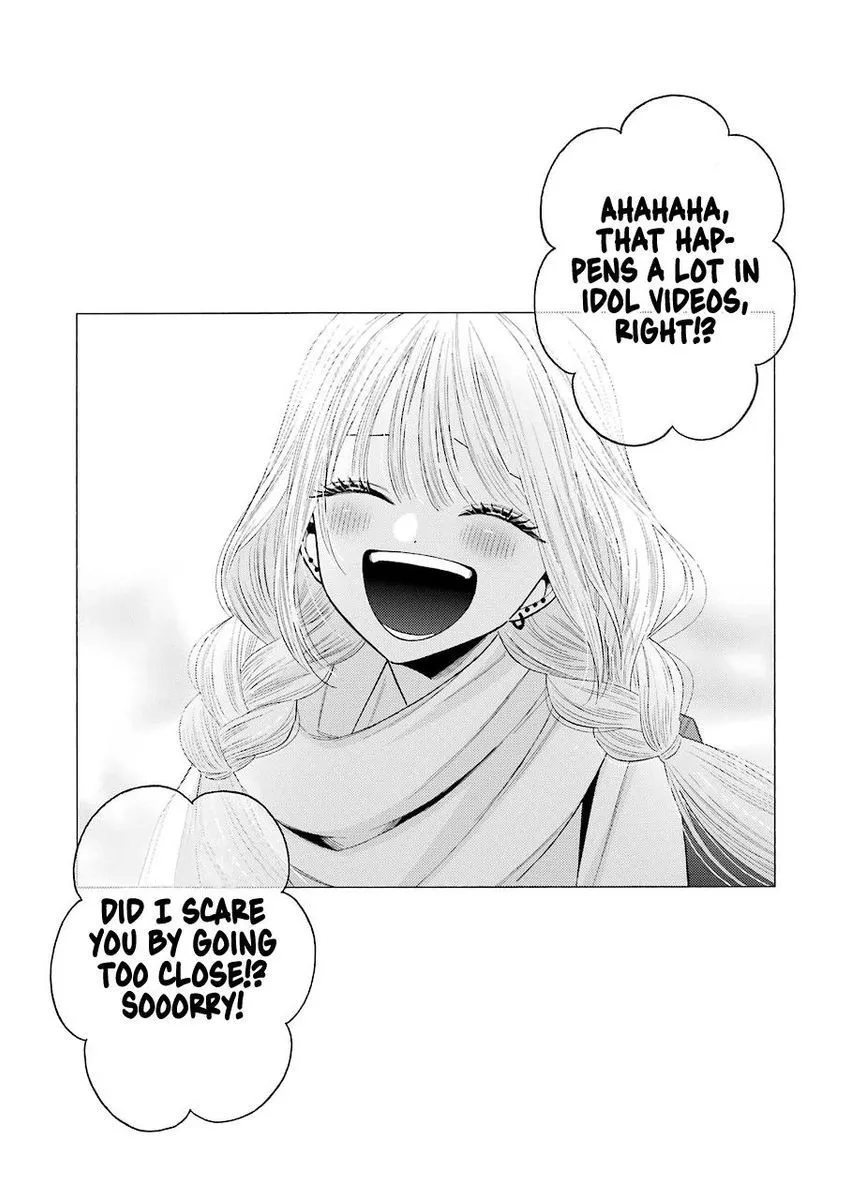 AHAHAHA,
THAT HAP-
PENS A LOT IN
IDOL VIDEOS,
RIGHT!?
DID I SCARE
YOU BY GOING
TOO CLOSE!?
SOOORRY!